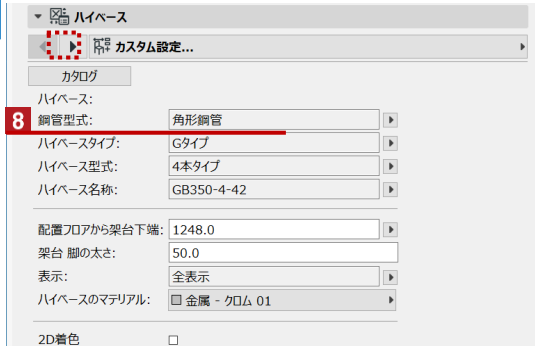 ハイベース
カスタム設定...
カタログ
ハイベース:
8 鋼管型式: 角形鋼管
ハイベースタイプ: Gタイプ
ハイベース型式: 4本タイプ
ハイベース名称: GB350-4-42
配置フロアから架台下端: 1248.0
架台 脚の太さ: 50.0
表示: 全表示
ハイベースのマテリアル: 金属 - クロム 01
2D着色